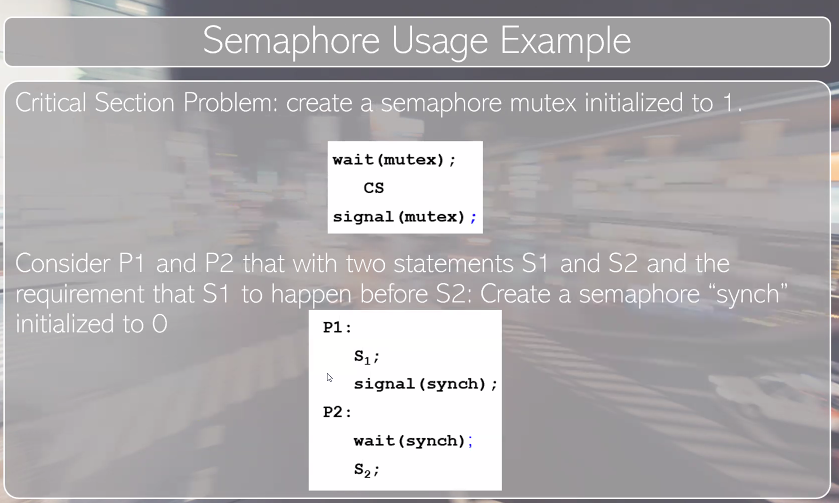 Semaphore Usage Example
Critical Section Problem: create a semaphore mutex initialized to 1.
wait(mutex);
CS
signal(mutex);
Consider P1 and P2 that with two statements S1 and S2 and the
requirement that S1 to happen before S2: Create a semaphore “synch”
initialized to 0
P1:
S₁;
signal(synch);
P2:
wait(synch);
S₂;